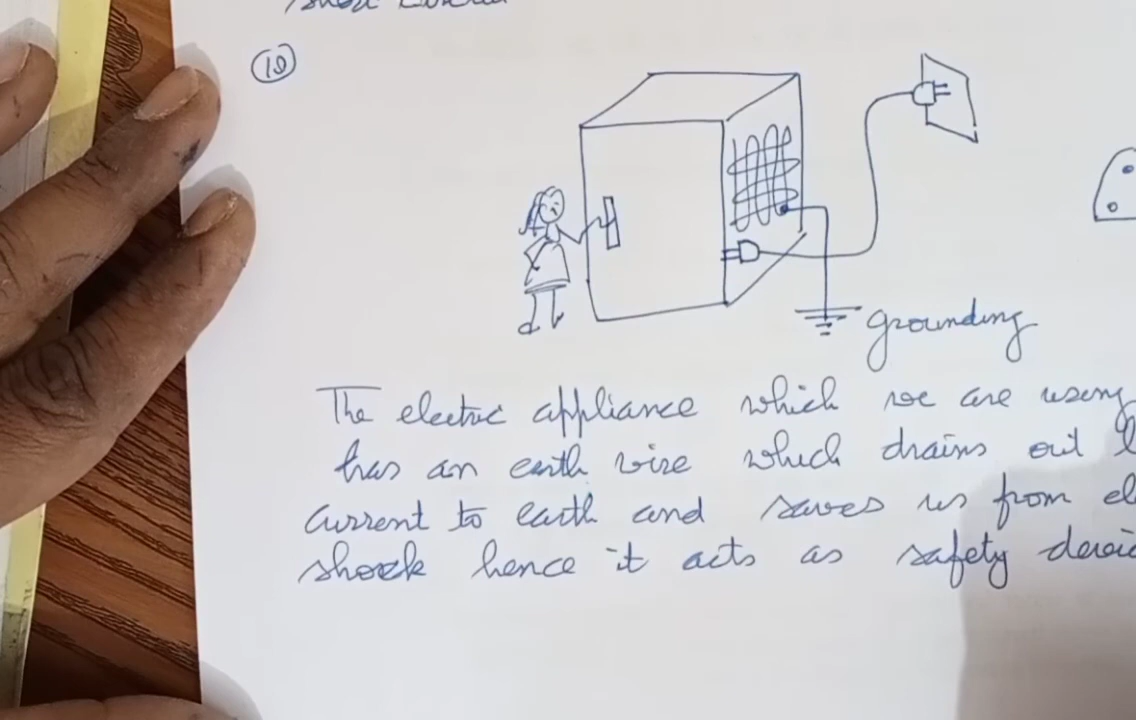 10
grounding
The electric appliance which we are using
has an earth wire which drains out
current to earth and saves us from
shock hence it acts as safety